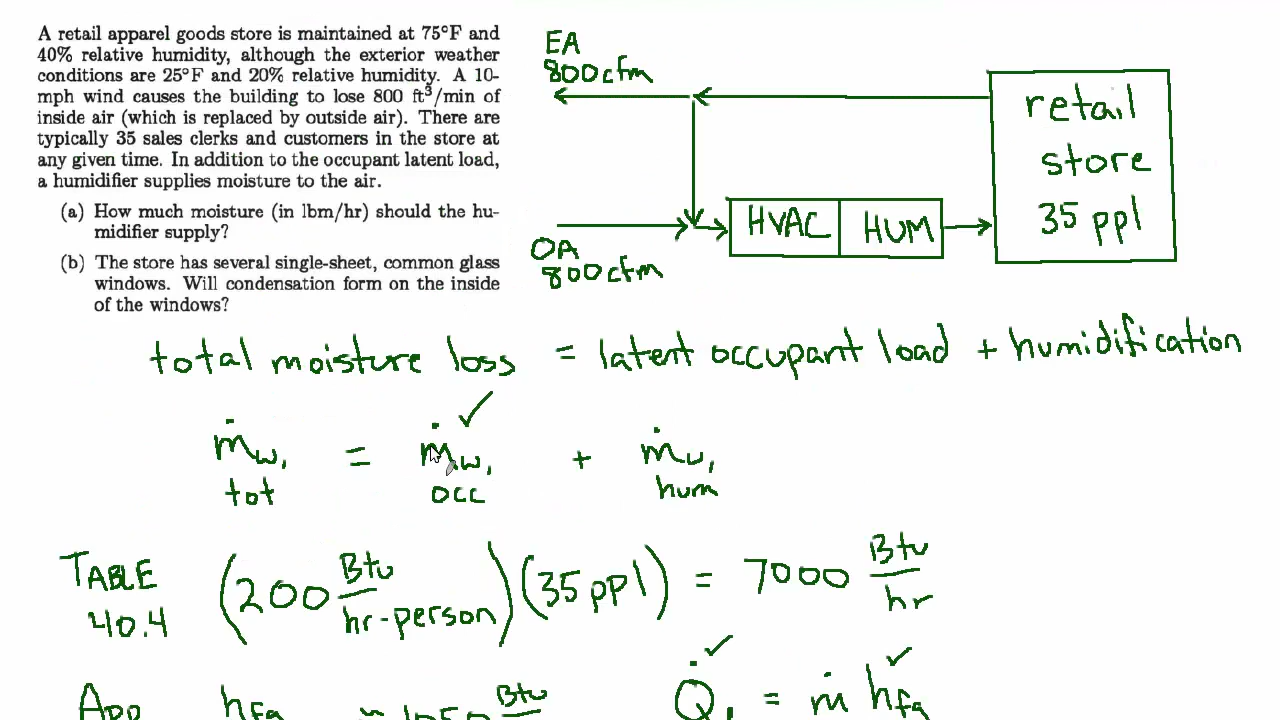 A retail apparel goods store is maintained at 75°F and
40% relative humidity, although the exterior weather
conditions are 25°F and 20% relative humidity. A 10-
mph wind causes the building to lose 800 ft³/min of
inside air (which is replaced by outside air). There are
typically 35 sales clerks and customers in the store at
any given time. In addition to the occupant latent load,
a humidifier supplies moisture to the air.
(a) How much moisture (in lbm/hr) should the hu-
midifier supply?
(b) The store has several single-sheet, common glass
windows. Will condensation form on the inside
of the windows?
EA
800cfm
retail
store
35 ppl
HVAC HUM
OA
800cfm
total moisture loss = latent occupant load + humidification
ṁw, = ṁw, + ṁw,
tot occ hum
TABLE
40.4
(200 Btu/hr-person)(35 ppl) = 7000 Btu/hr
App hfg ≈ 1050 Btu
Q̇l = ṁ hfg